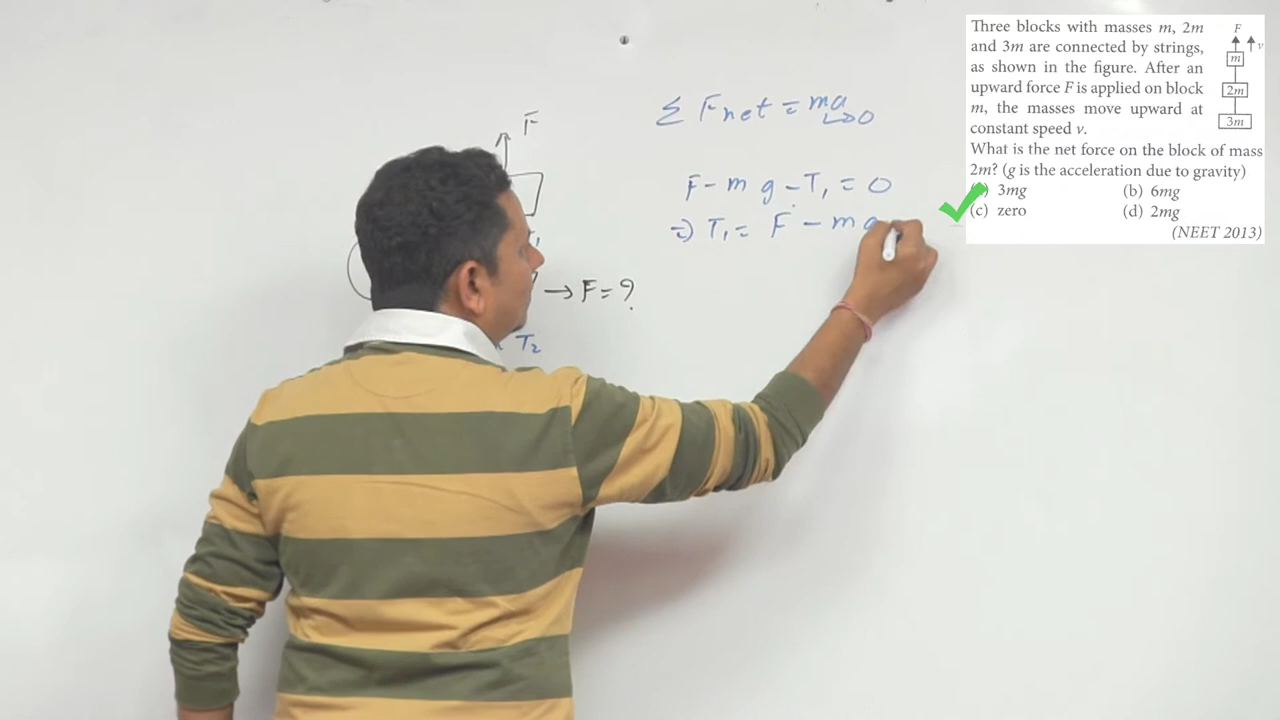 Three blocks with masses m, 2m
and 3m are connected by strings,
as shown in the figure. After an
upward force F is applied on block
m, the masses move upward at
constant speed v.
What is the net force on the block of mass
2m? (g is the acceleration due to gravity)
3mg
(b) 6mg
(c) zero
(d) 2mg
(NEET 2013)
F
v
m
2m
3m
Σ Fnet = ma
↳0
F - mg - T₁ = 0
⇒ T₁ = F - m
F
→ F = ?
T₂